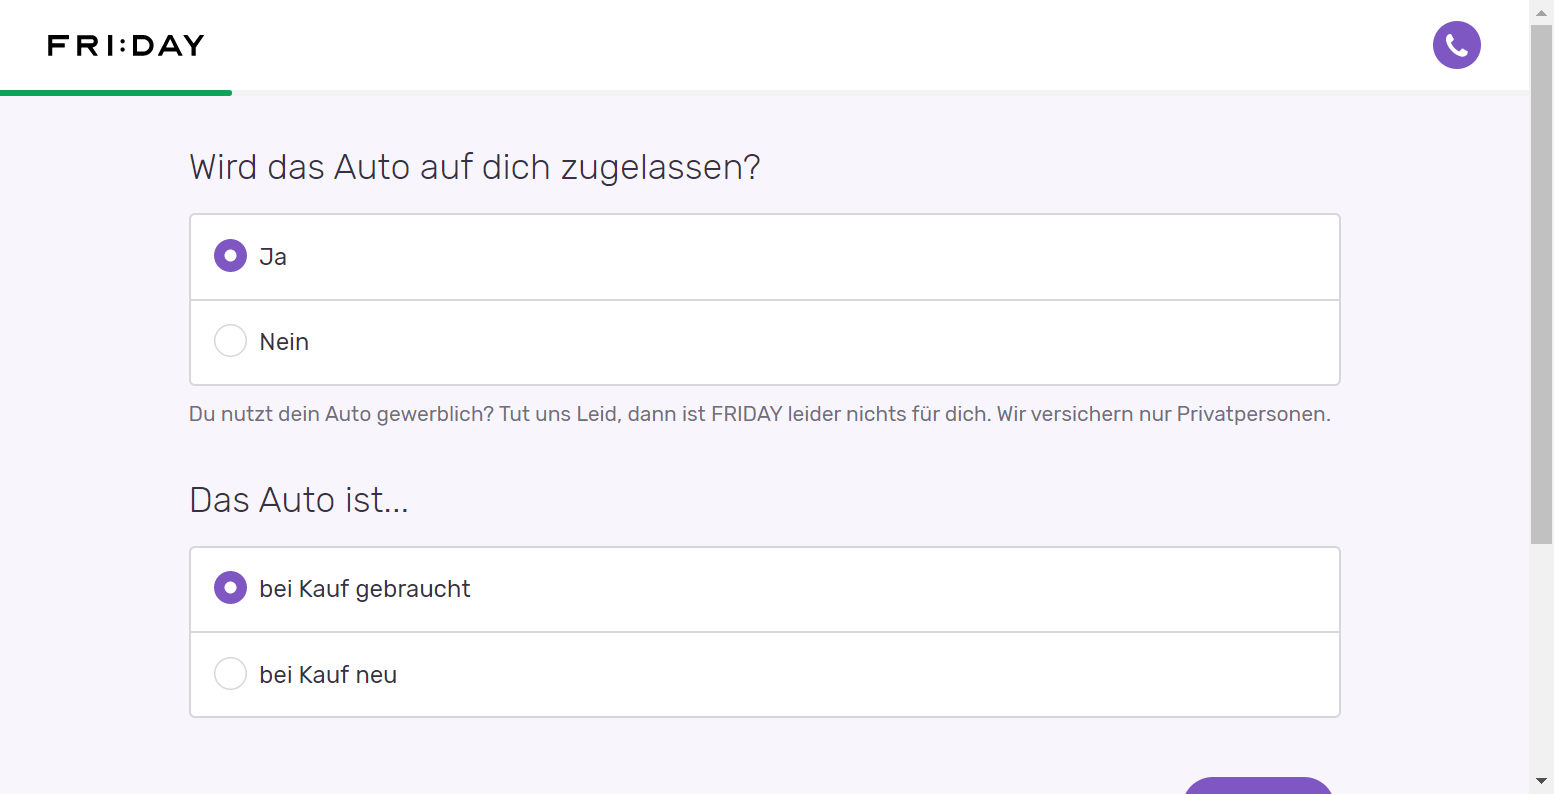 FRI:DAY
Wird das Auto auf dich zugelassen?
Ja
Nein
Du nutzt dein Auto gewerblich? Tut uns Leid, dann ist FRIDAY leider nichts für dich. Wir versichern nur Privatpersonen.
Das Auto ist...
bei Kauf gebraucht
bei Kauf neu